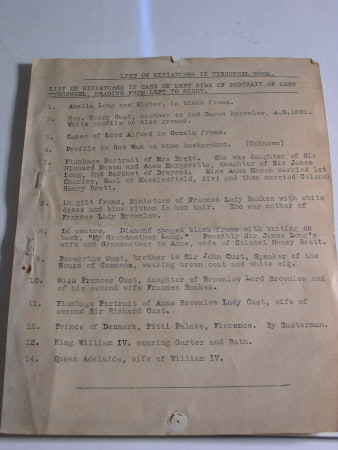 LIST OF MINIATURES IN TYRCONNEL ROOM.
LIST OF MINIATURES IN CASE ON LEFT SIDE OF PORTRAIT OF LADY
TYRCONNEL, READING FROM LEFT TO RIGHT.
1. Amelia Long and Sister, in black frame.
2. Hon. Henry Cust, brother to 2nd Baron Brownlow. A.D.
White profile on blue ground.
3. Cameo of Lord Alford in Ormolu frame.
4. Profile in Red Wax on blue background. (Unknown)
Plumbago Portrait of Mrs Brett. She was daughter of Sir
Richard Mason and Anna Margaretta, daughter of Sir James
Long, 2nd Baronet of Draycot. Miss Anne Mason married 1st
Charles, Earl of Macclesfield, div: and then married Colonel
Henry Brett.
6. In gilt frame, Miniature of Frances Lady Bankes with white
dress and blue ribbon in her hair. She was mother of
Frances Lady Brownlow.
In centre. Diamond shaped black frame with writing on
back, "My Grandmother Long." Possibly Sir James Long's
wife and Grandmother to Anne, wife of Colonel Henry Brett.
Peregrine Cust, brother to Sir John Cust, Speaker of the
House of Commons, wearing brown coat and white wig.
10. Miss Frances Cust, daughter of Brownlow Lord Brownlow and
of his second wife Frances Bankes.
11. Plumbago Portrait of Anne Brownlow Lady Cust, wife of
second Sir Richard Cust.
12. Prince of Denmark, Pitti Palace, Florence. By Susterman.
13. King William IV. wearing Garter and Bath.
14. Queen Adelaide, wife of William IV.